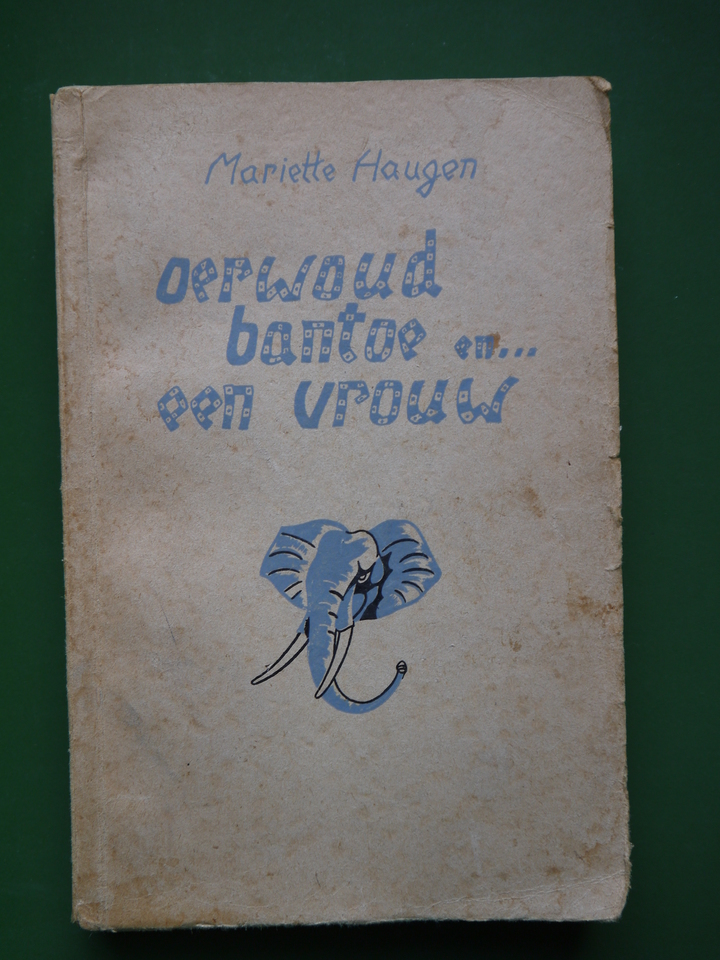 Mariette Haugen
oerwoud
bantoe en...
een vrouw